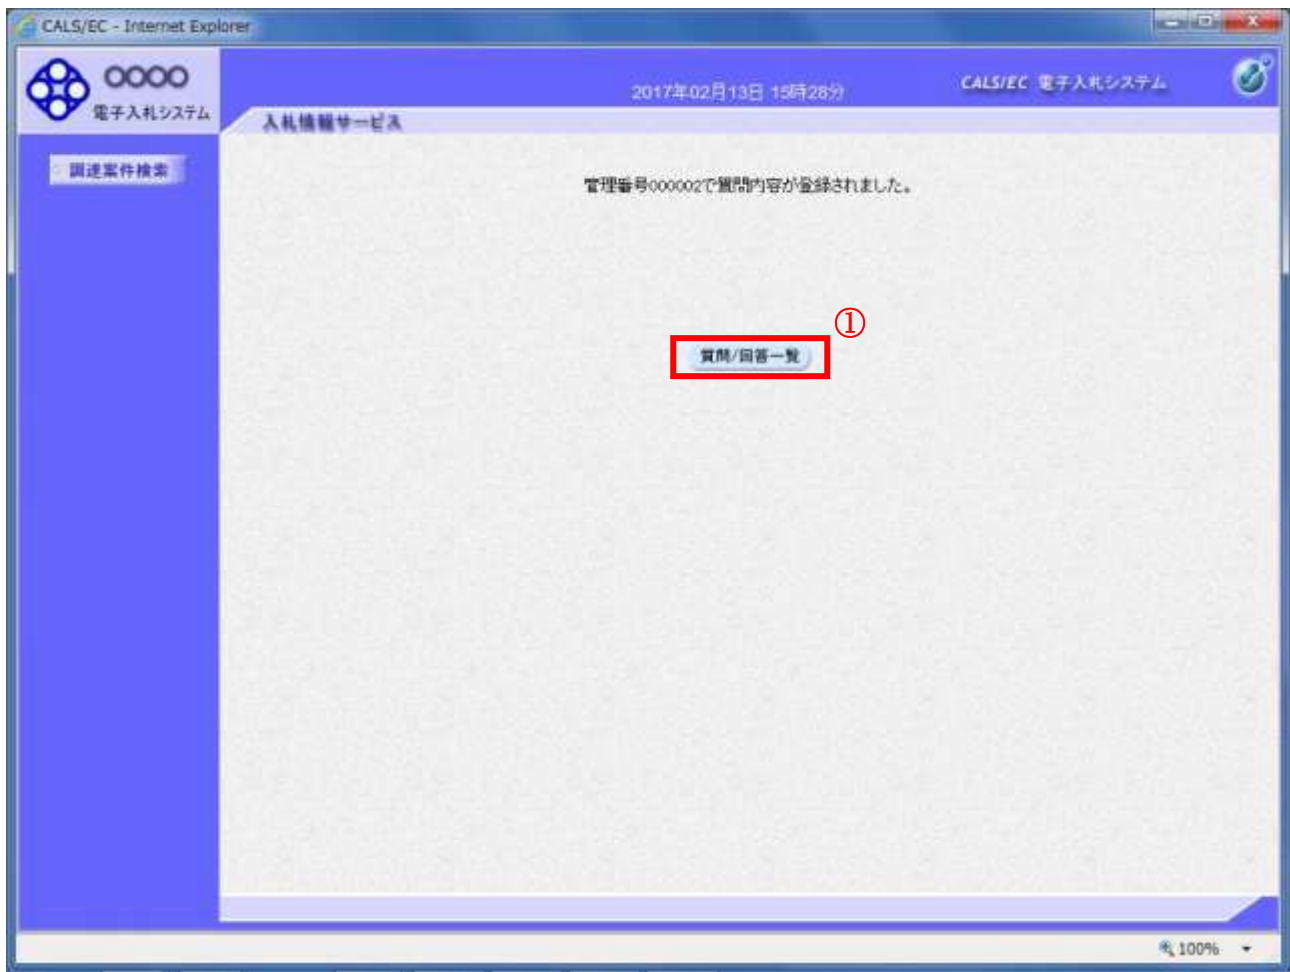 CALS/EC - Internet Explorer
〇〇〇〇
電子入札システム
2017年02月13日 15時28分
CALS/EC 電子入札システム
入札情報サービス
調達案件検索
管理番号000002で質問内容が登録されました。
①
質問/回答一覧
100%